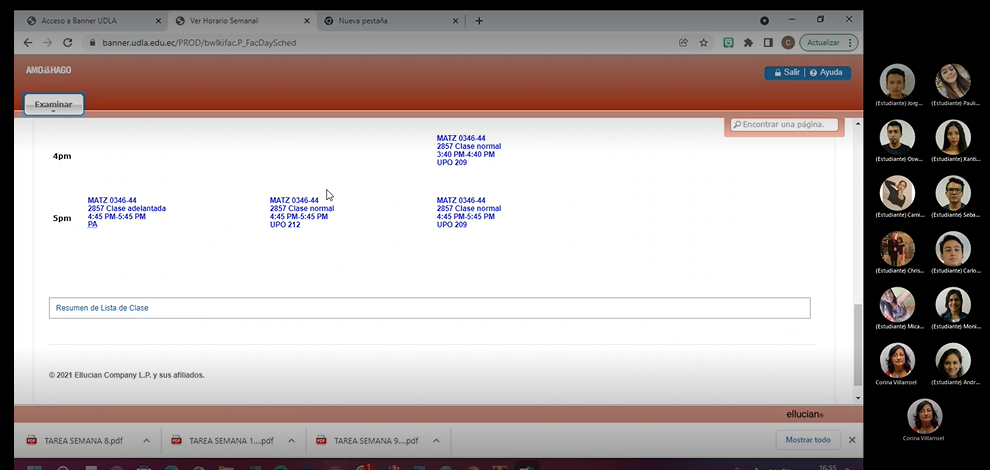 Acceso a Banner UDLA
Ver Horario Semanal
Nueva pestaña
banner.udla.edu.ec/PROD/bwlkifac.P_FacDaySched
C
Actualizar
Salir | Ayuda
Examinar
Encontrar una página.
4pm
MATZ 0346-44
2857 Clase normal
3:40 PM-4:40 PM
UPO 209
5pm
MATZ 0346-44
2857 Clase adelantada
4:45 PM-5:45 PM
PA
MATZ 0346-44
2857 Clase normal
4:45 PM-5:45 PM
UPO 212
MATZ 0346-44
2857 Clase normal
4:45 PM-5:45 PM
UPO 209
Resumen de Lista de Clase
© 2021 Ellucian Company L.P. y sus afiliados.
ellucian
TAREA SEMANA 8.pdf
TAREA SEMANA 1....pdf
TAREA SEMANA 9....pdf
Mostrar todo
16:55
(Estudiante) Jorg...
(Estudiante) Pauli...
(Estudiante) Osw...
(Estudiante) Xanti...
(Estudiante) Cami...
(Estudiante) Seba...
(Estudiante) Chris...
(Estudiante) Carlo...
(Estudiante) Mica...
(Estudiante) Moni...
Corina Villarroel
(Estudiante) Andr...
Corina Villarroel